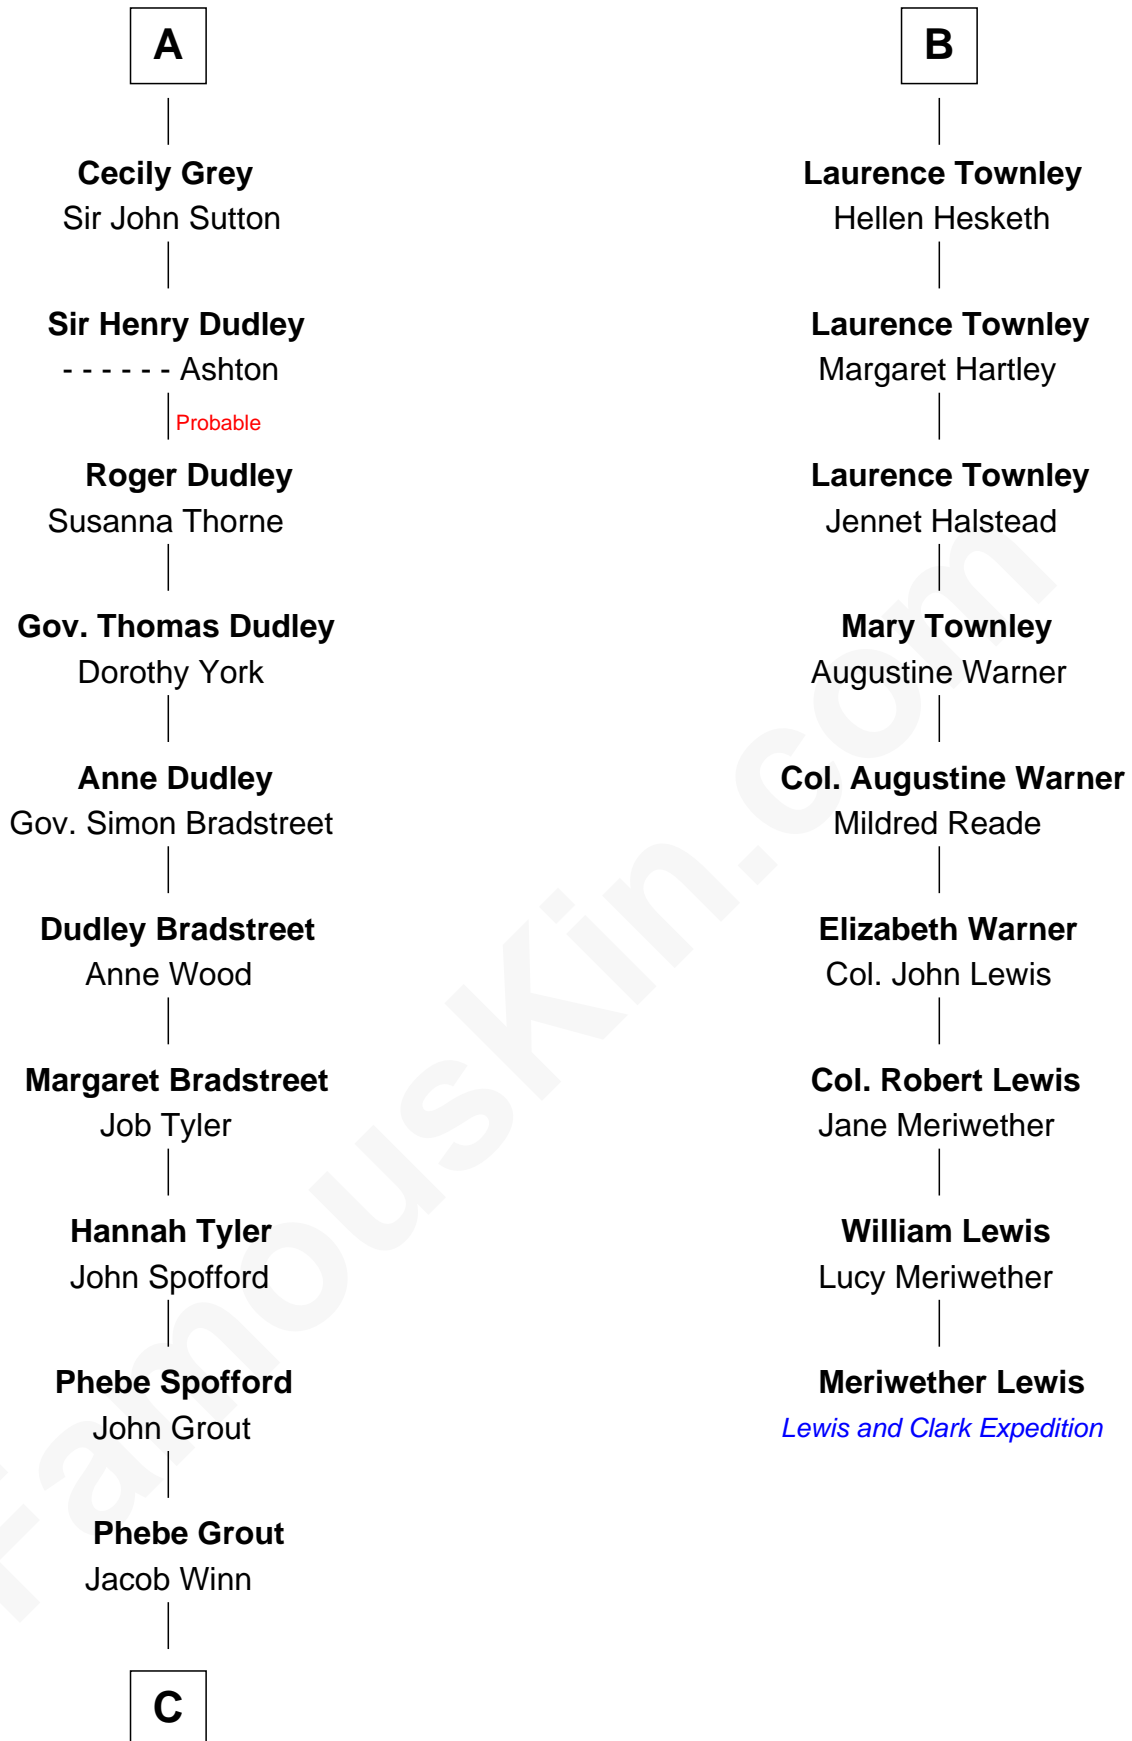 A
Cecily Grey
Sir John Sutton
Sir Henry Dudley
- - - - - - Ashton
Probable
Roger Dudley
Susanna Thorne
Gov. Thomas Dudley
Dorothy York
Anne Dudley
Gov. Simon Bradstreet
Dudley Bradstreet
Anne Wood
Margaret Bradstreet
Job Tyler
Hannah Tyler
John Spofford
Phebe Spofford
John Grout
Phebe Grout
Jacob Winn
C
B
Laurence Townley
Hellen Hesketh
Laurence Townley
Margaret Hartley
Laurence Townley
Jennet Halstead
Mary Townley
Augustine Warner
Col. Augustine Warner
Mildred Reade
Elizabeth Warner
Col. John Lewis
Col. Robert Lewis
Jane Meriwether
William Lewis
Lucy Meriwether
Meriwether Lewis
Lewis and Clark Expedition
FamousKin.com